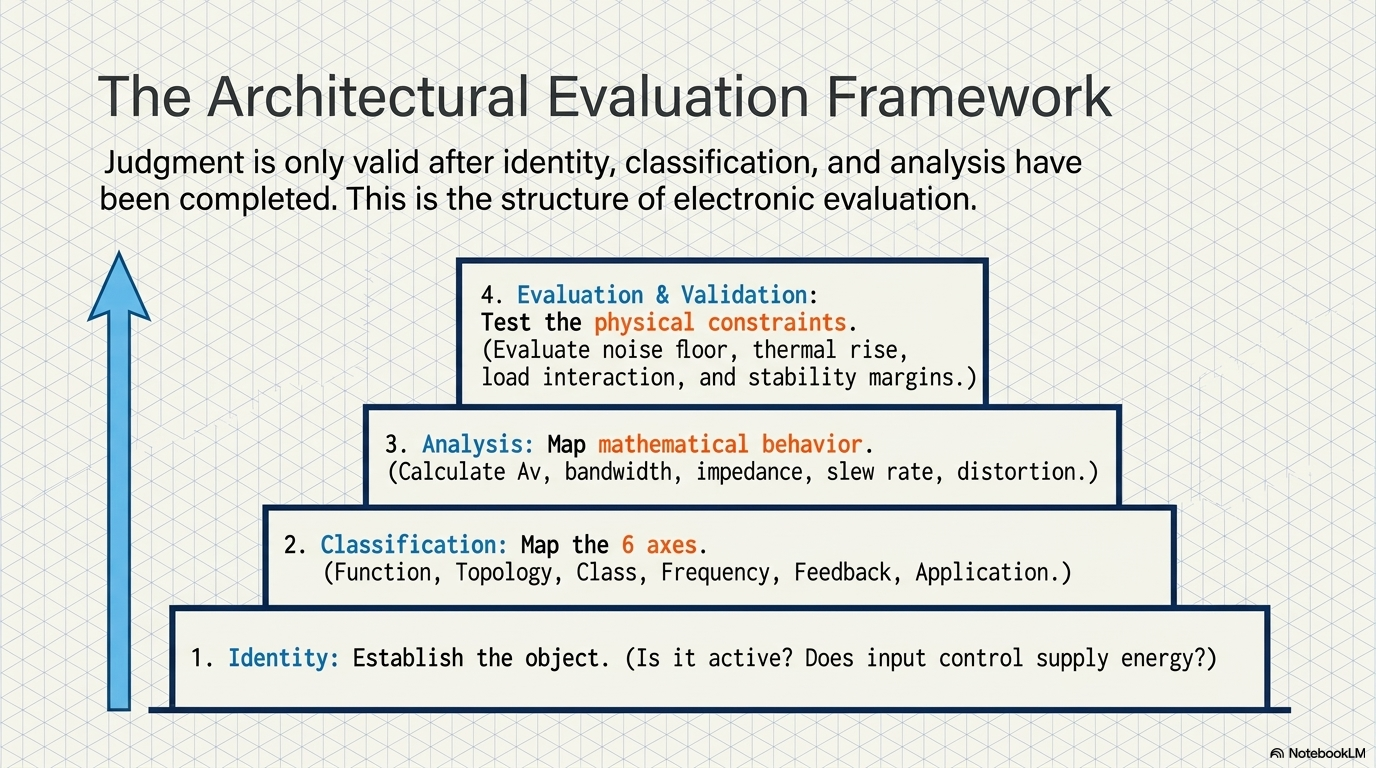 The Architectural Evaluation Framework
Judgment is only valid after identity, classification, and analysis have
been completed. This is the structure of electronic evaluation.
4. Evaluation & Validation:
Test the physical constraints.
(Evaluate noise floor, thermal rise,
load interaction, and stability margins.)
3. Analysis: Map mathematical behavior.
(Calculate Av, bandwidth, impedance, slew rate, distortion.)
2. Classification: Map the 6 axes.
(Function, Topology, Class, Frequency, Feedback, Application.)
1. Identity: Establish the object. (Is it active? Does input control supply energy?)
NotebookLM